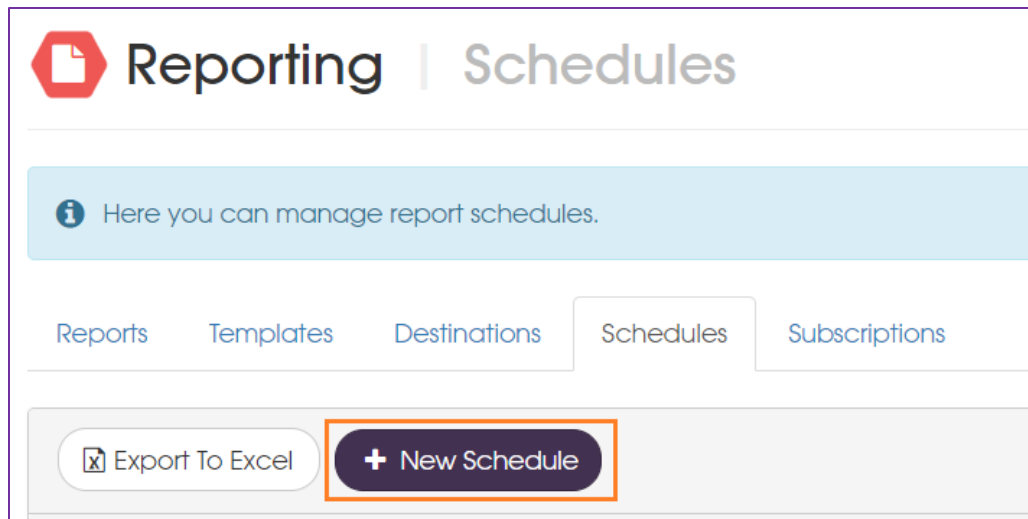 Reporting | Schedules
Here you can manage report schedules.
Reports Templates Destinations Schedules Subscriptions
Export To Excel + New Schedule